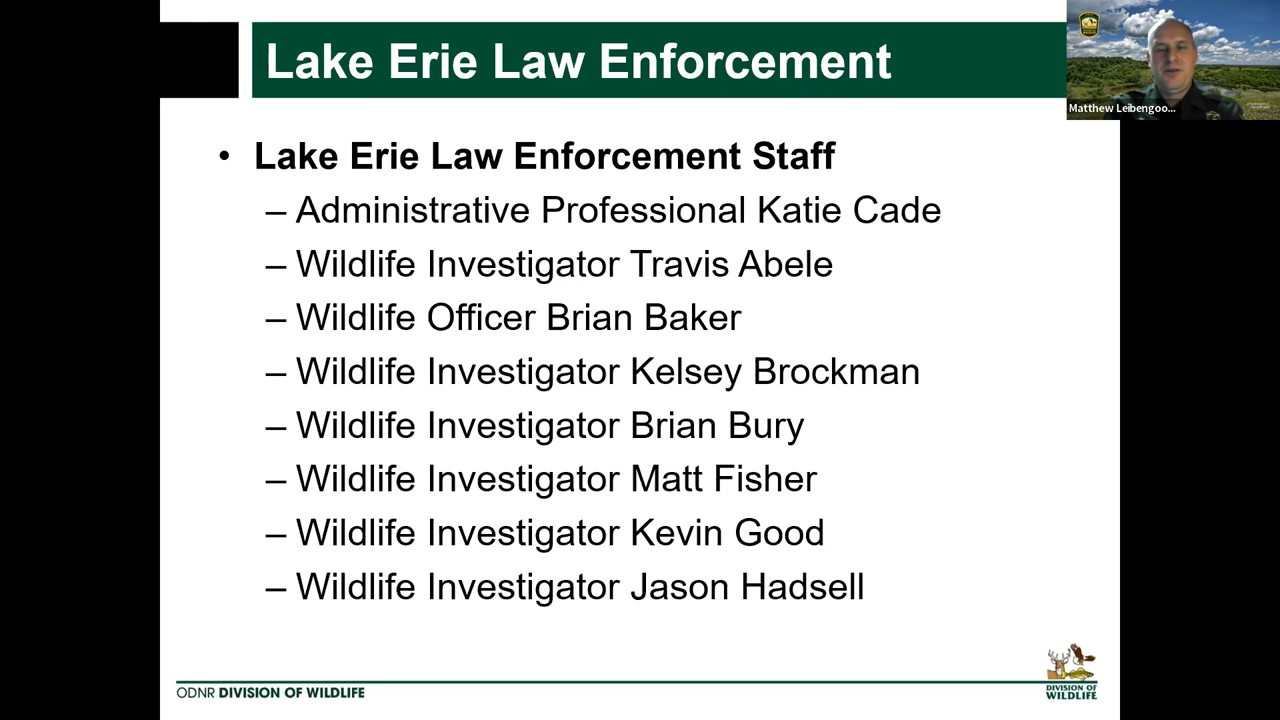 Lake Erie Law Enforcement
Matthew Leibengoo...
• Lake Erie Law Enforcement Staff
– Administrative Professional Katie Cade
– Wildlife Investigator Travis Abele
– Wildlife Officer Brian Baker
– Wildlife Investigator Kelsey Brockman
– Wildlife Investigator Brian Bury
– Wildlife Investigator Matt Fisher
– Wildlife Investigator Kevin Good
– Wildlife Investigator Jason Hadsell
ODNR DIVISION OF WILDLIFE
DIVISION OF
WILDLIFE